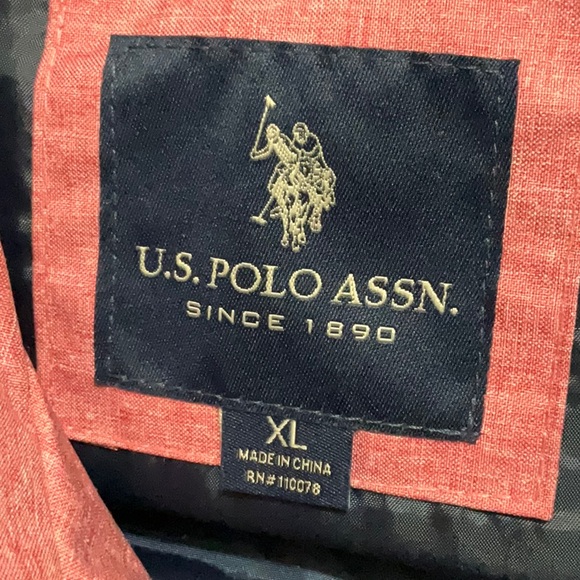 U.S. POLO ASSN.
SINCE 1890
XL
MADE IN CHINA
RN#110078